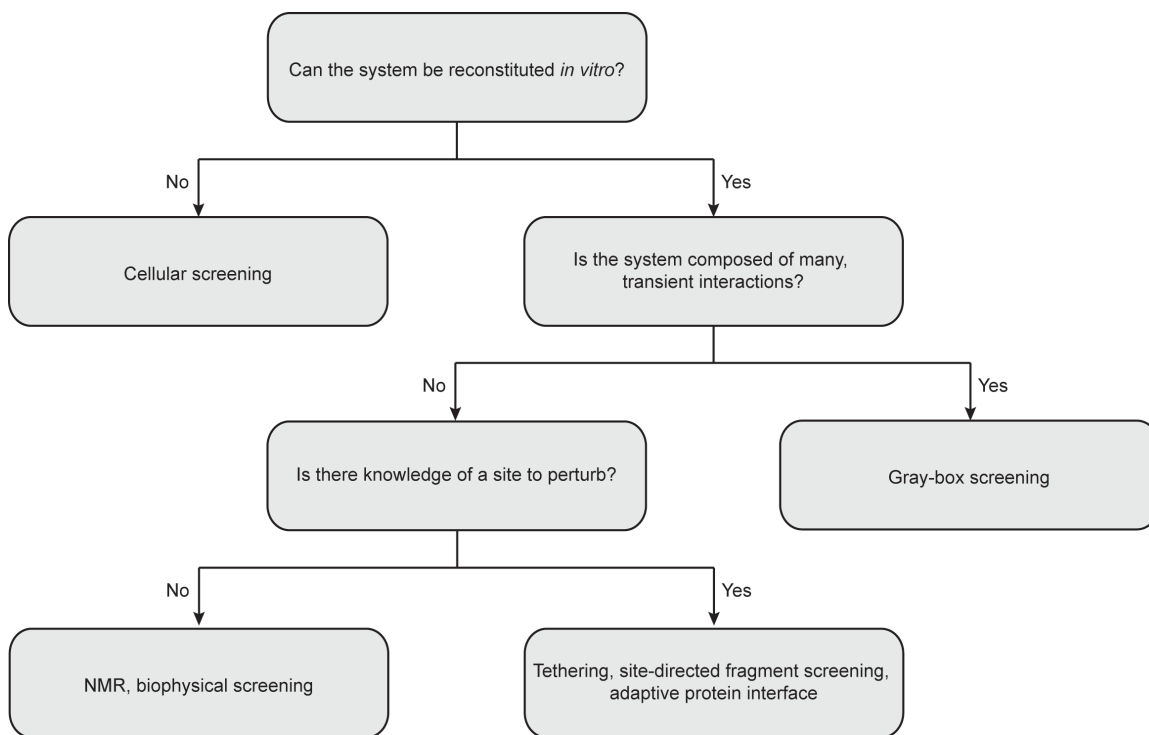 Can the system be reconstituted in vitro?
No
Yes
Cellular screening
Is the system composed of many,
transient interactions?
No
Yes
Is there knowledge of a site to perturb?
Gray-box screening
No
Yes
NMR, biophysical screening
Tethering, site-directed fragment screening,
adaptive protein interface